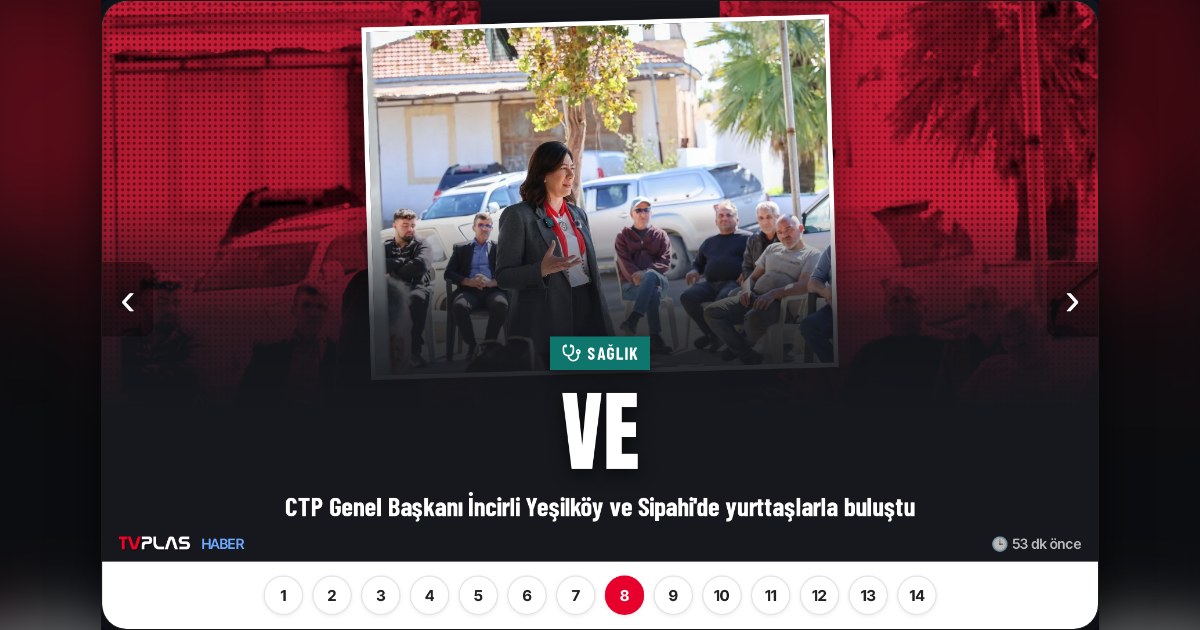 SAĞLIK
VE
CTP Genel Başkanı İncirli Yeşilköy ve Sipahi'de yurttaşlarla buluştu
TVPLAS HABER
53 dk önce
1 2 3 4 5 6 7 8 9 10 11 12 13 14